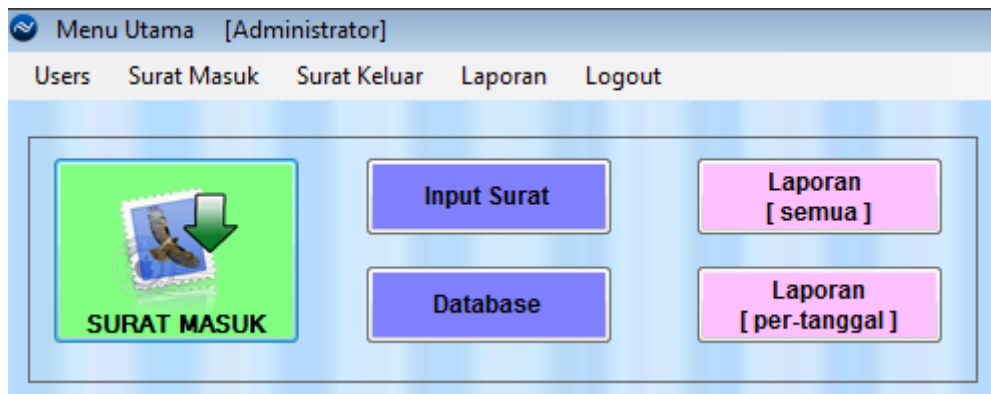 Menu Utama [Administrator]
Users Surat Masuk Surat Keluar Laporan Logout
SURAT MASUK
Input Surat
Database
Laporan
[ semua ]
Laporan
[ per-tanggal ]